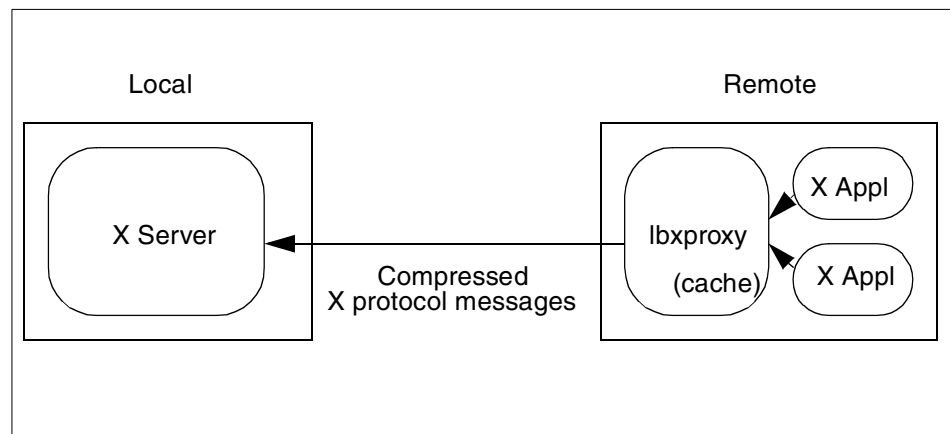 Local
Remote
X Server
Compressed
X protocol messages
lbxproxy
(cache)
X Appl
X Appl